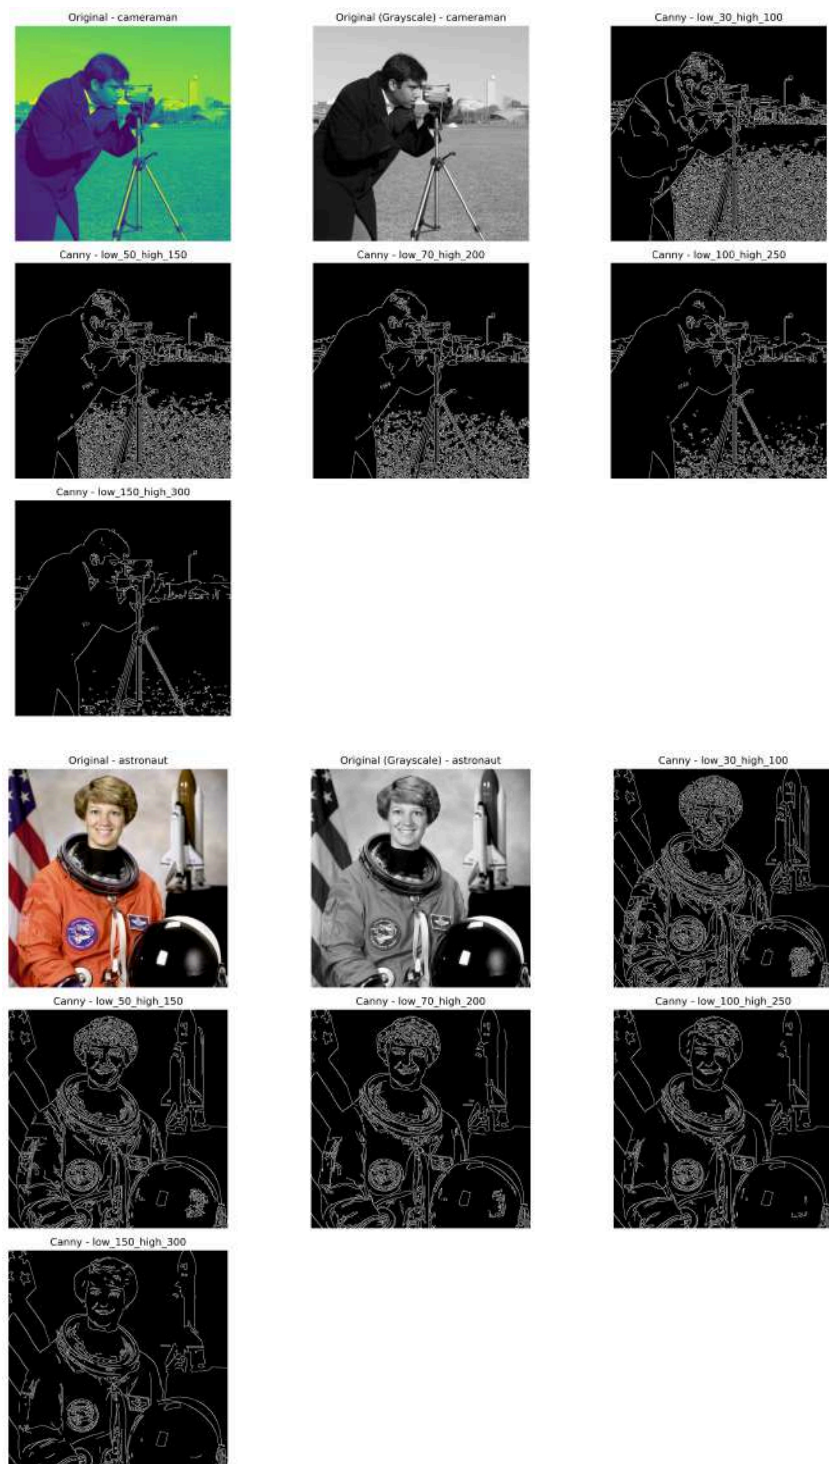 Original - cameraman
Original (Grayscale) - cameraman
Canny - low_30_high_100
Canny - low_50_high_150
Canny - low_70_high_200
Canny - low_100_high_250
Canny - low_150_high_300
Original - astronaut
Original (Grayscale) - astronaut
Canny - low_30_high_100
Canny - low_50_high_150
Canny - low_70_high_200
Canny - low_100_high_250
Canny - low_150_high_300